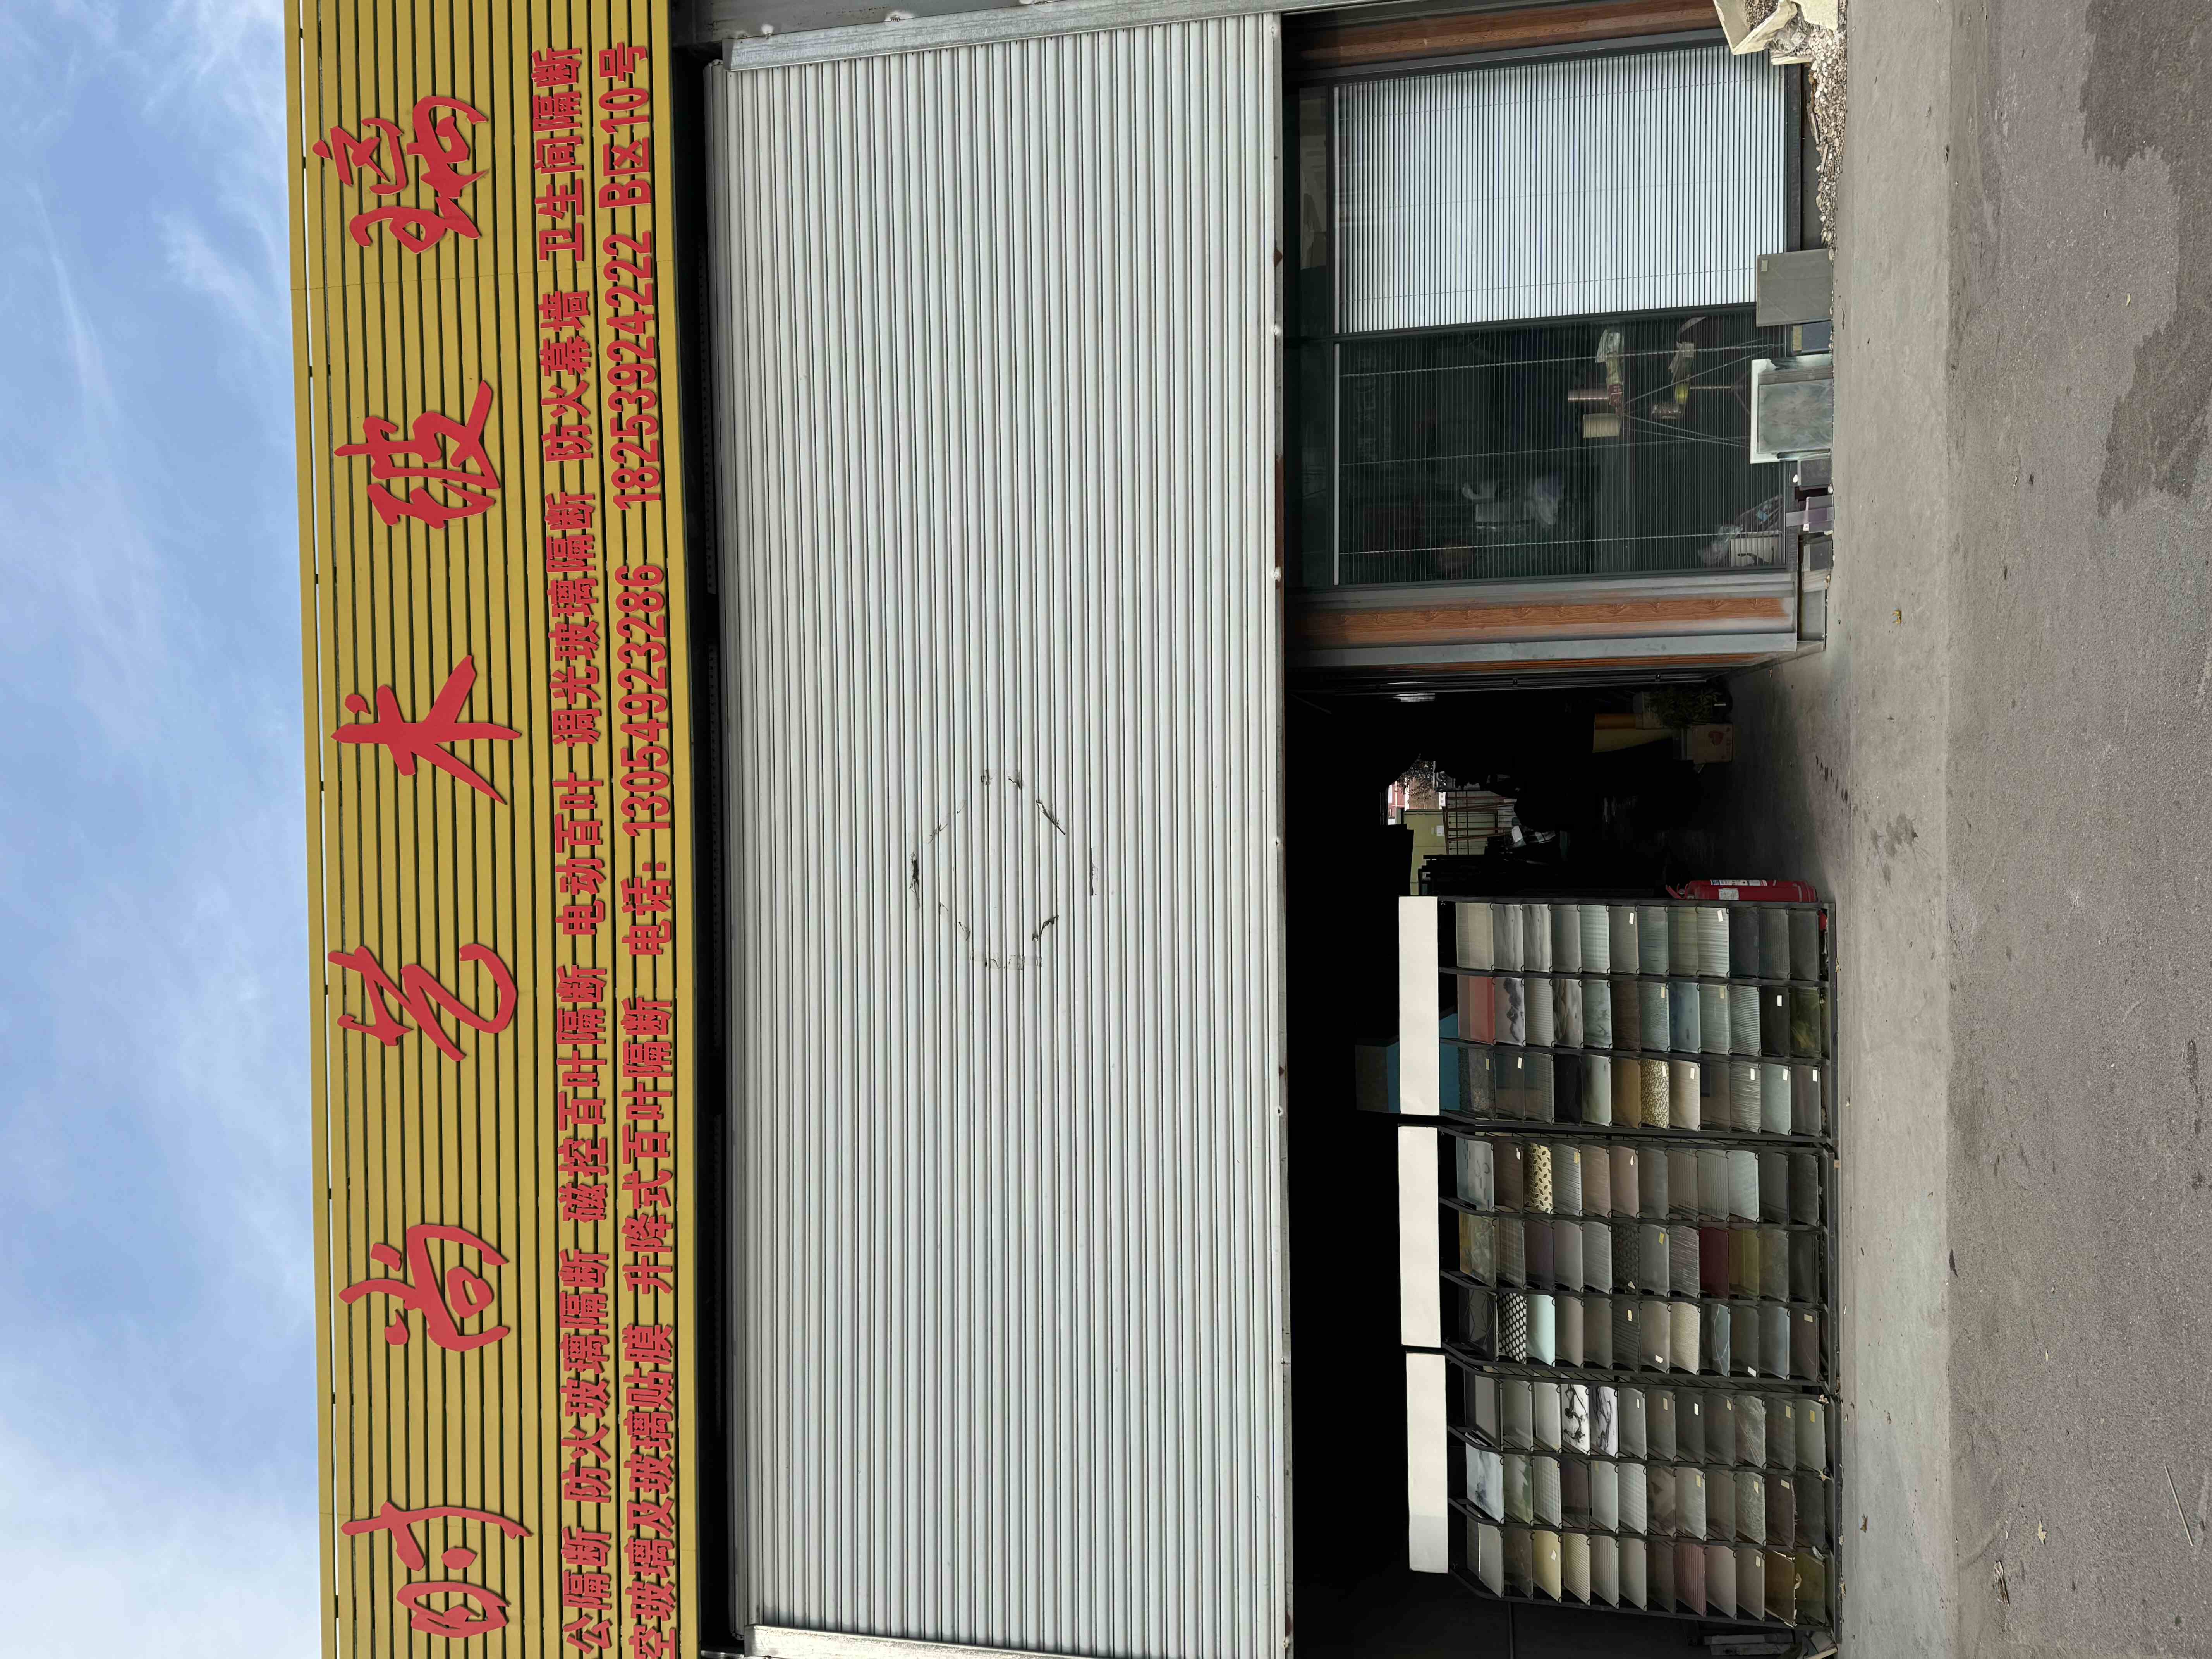 时尚艺术玻璃
公隔断 防火玻璃隔断 磁控百叶隔断 电动百叶 调光玻璃隔断 防火幕墙 卫生间隔断
空玻璃及玻璃贴膜 升降式百叶隔断 电话：13054923286 18253924222 B区10号